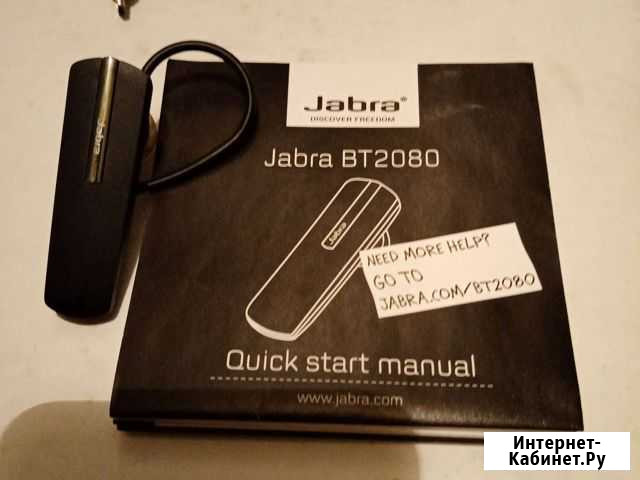 Jabra
Jabra®
DISCOVER FREEDOM
Jabra BT2080
Jabra
NEED MORE HELP?
GO TO
JABRA.COM/BT2080
Quick start manual
www.jabra.com
Интернет-
Кабинет.Ру